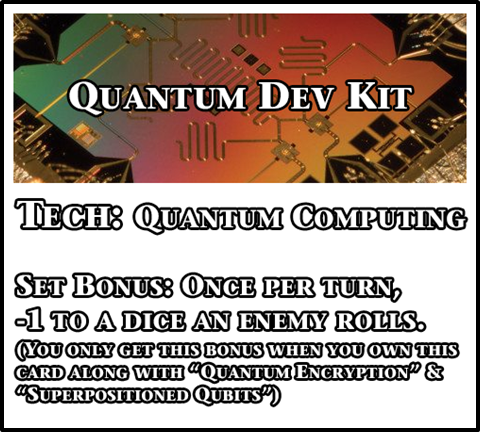 Quantum Dev Kit
Tech: Quantum Computing
Set Bonus: Once per turn,
-1 to a dice an enemy rolls.
(You only get this bonus when you own this
card along with “Quantum Encryption” &
“Superpositioned Qubits”)